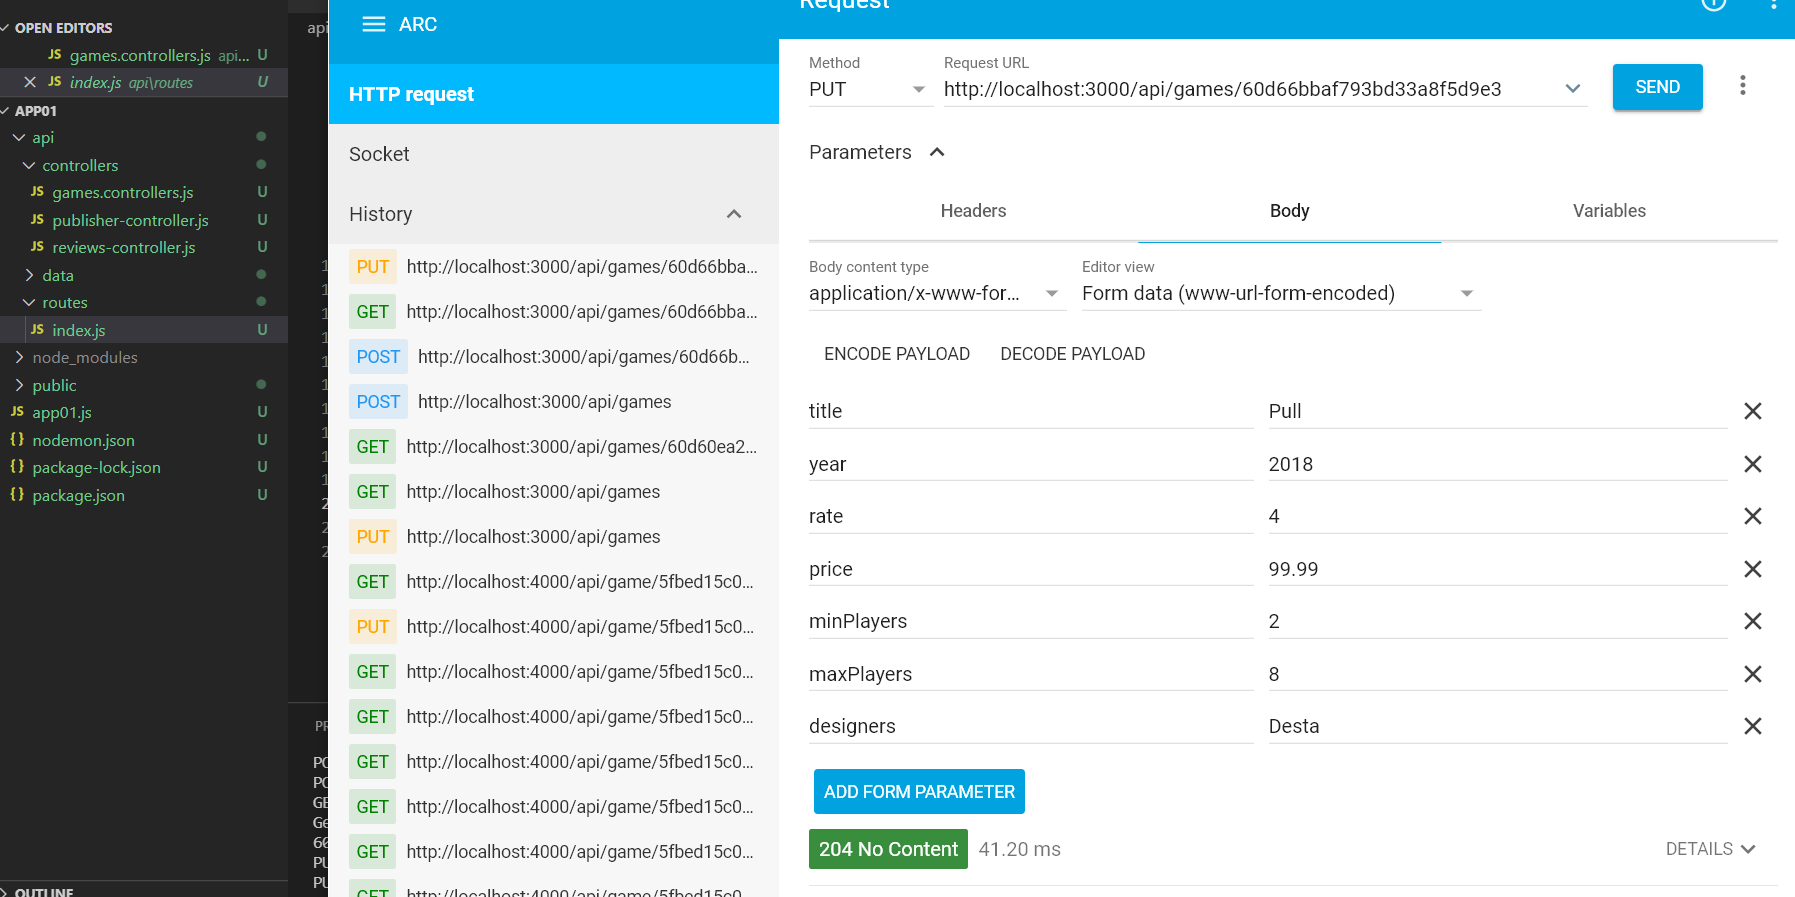 OPEN EDITORS
JS games.controllers.js api... U
JS index.js api\routes U
APP01
api
controllers
JS games.controllers.js U
JS publisher-controller.js U
JS reviews-controller.js U
data
routes
JS index.js U
node_modules
public
JS app01.js U
{} nodemon.json U
{} package-lock.json U
{} package.json U
OUTLINE
ARC
HTTP request
Socket
History
PUT http://localhost:3000/api/games/60d66bba...
GET http://localhost:3000/api/games/60d66bba...
POST http://localhost:3000/api/games/60d66b...
POST http://localhost:3000/api/games
GET http://localhost:3000/api/games/60d60ea2...
GET http://localhost:3000/api/games
PUT http://localhost:3000/api/games
GET http://localhost:4000/api/game/5fbed15c0...
PUT http://localhost:4000/api/game/5fbed15c0...
GET http://localhost:4000/api/game/5fbed15c0...
GET http://localhost:4000/api/game/5fbed15c0...
GET http://localhost:4000/api/game/5fbed15c0...
GET http://localhost:4000/api/game/5fbed15c0...
GET http://localhost:4000/api/game/5fbed15c0...
GET http://localhost:4000/api/game/5fbed15c0...
Request
Method Request URL
PUT http://localhost:3000/api/games/60d66bbaf793bd33a8f5d9e3 SEND
Parameters
Headers Body Variables
Body content type Editor view
application/x-www-for... Form data (www-url-form-encoded)
ENCODE PAYLOAD DECODE PAYLOAD
title Pull
year 2018
rate 4
price 99.99
minPlayers 2
maxPlayers 8
designers Desta
ADD FORM PARAMETER
204 No Content 41.20 ms DETAILS